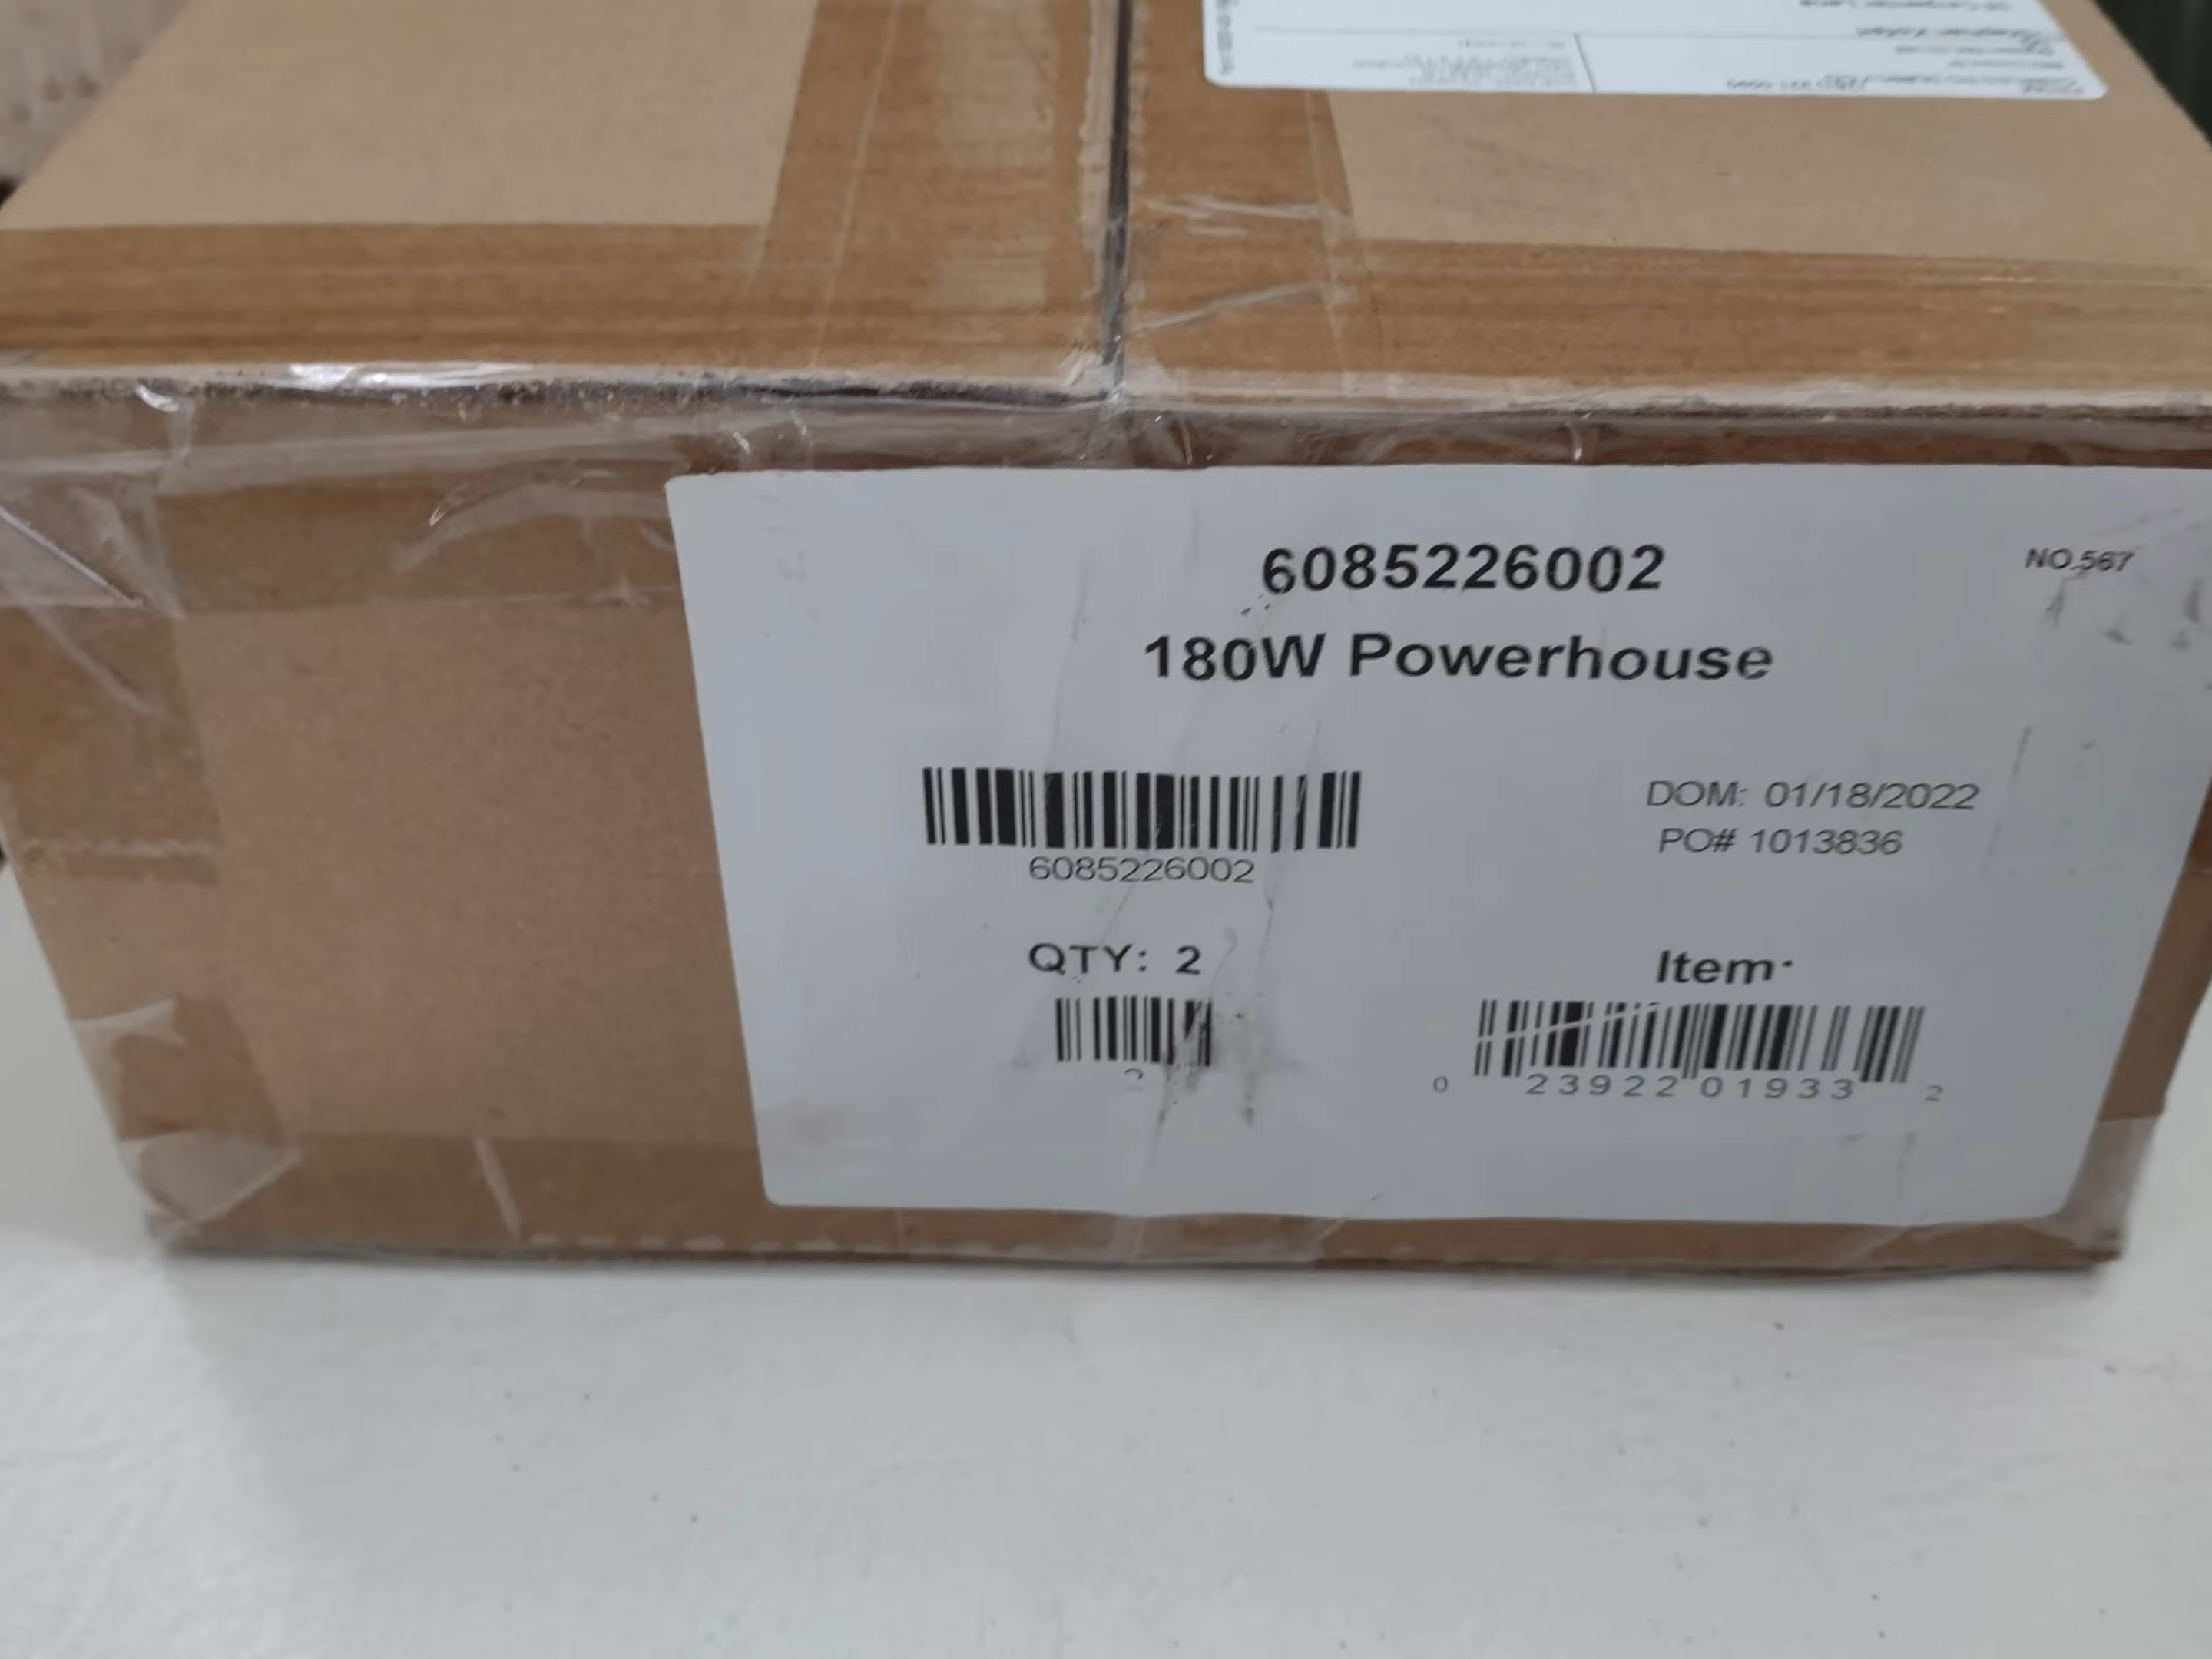 6085226002
NO.567
180W Powerhouse
DOM: 01/18/2022
PO# 1013836
6085226002
QTY: 2
Item·
2
0 23922 01933 2